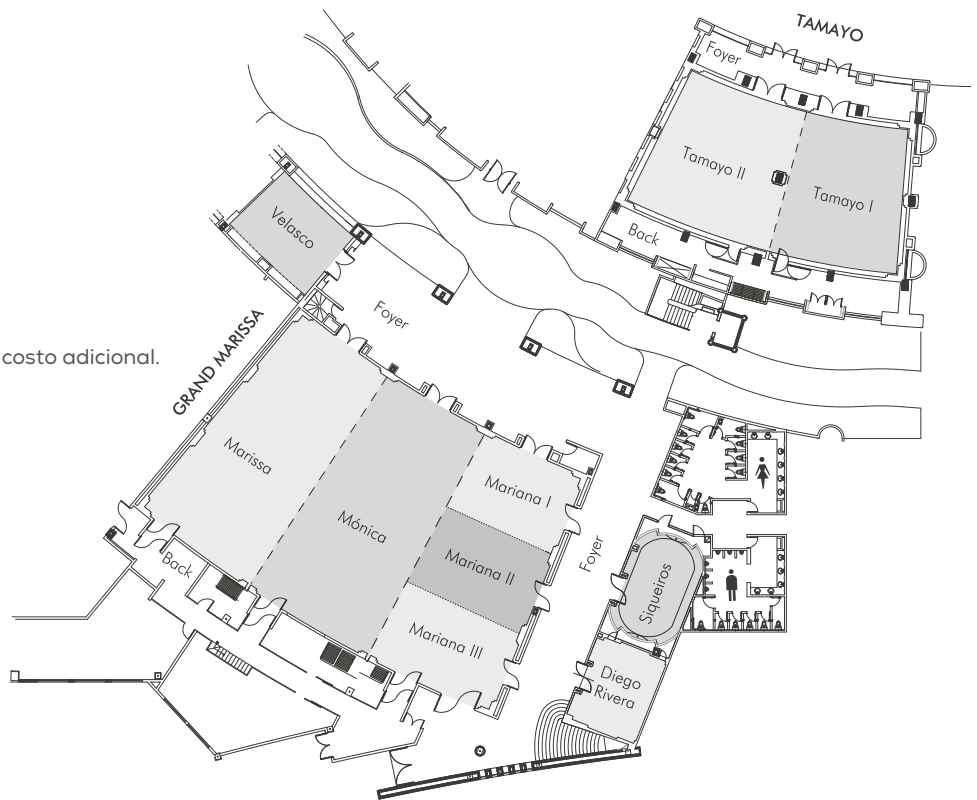 TAMAYO
Foyer
Tamayo II
Tamayo I
Back
Velasco
Foyer
GRAND MARISSA
costo adicional.
Marissa
Mónica
Mariana I
Mariana II
Mariana III
Foyer
Back
Siqueiros
Diego
Rivera